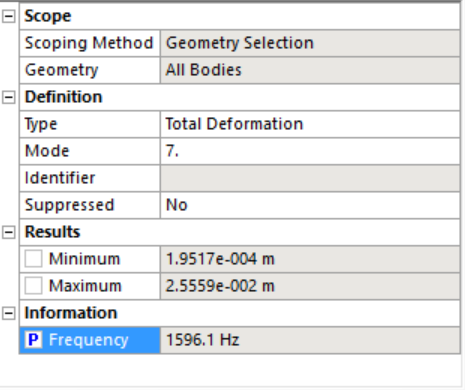 Scope
Scoping Method Geometry Selection
Geometry All Bodies
Definition
Type Total Deformation
Mode 7.
Identifier
Suppressed No
Results
Minimum 1.9517e-004 m
Maximum 2.5559e-002 m
Information
P Frequency 1596.1 Hz